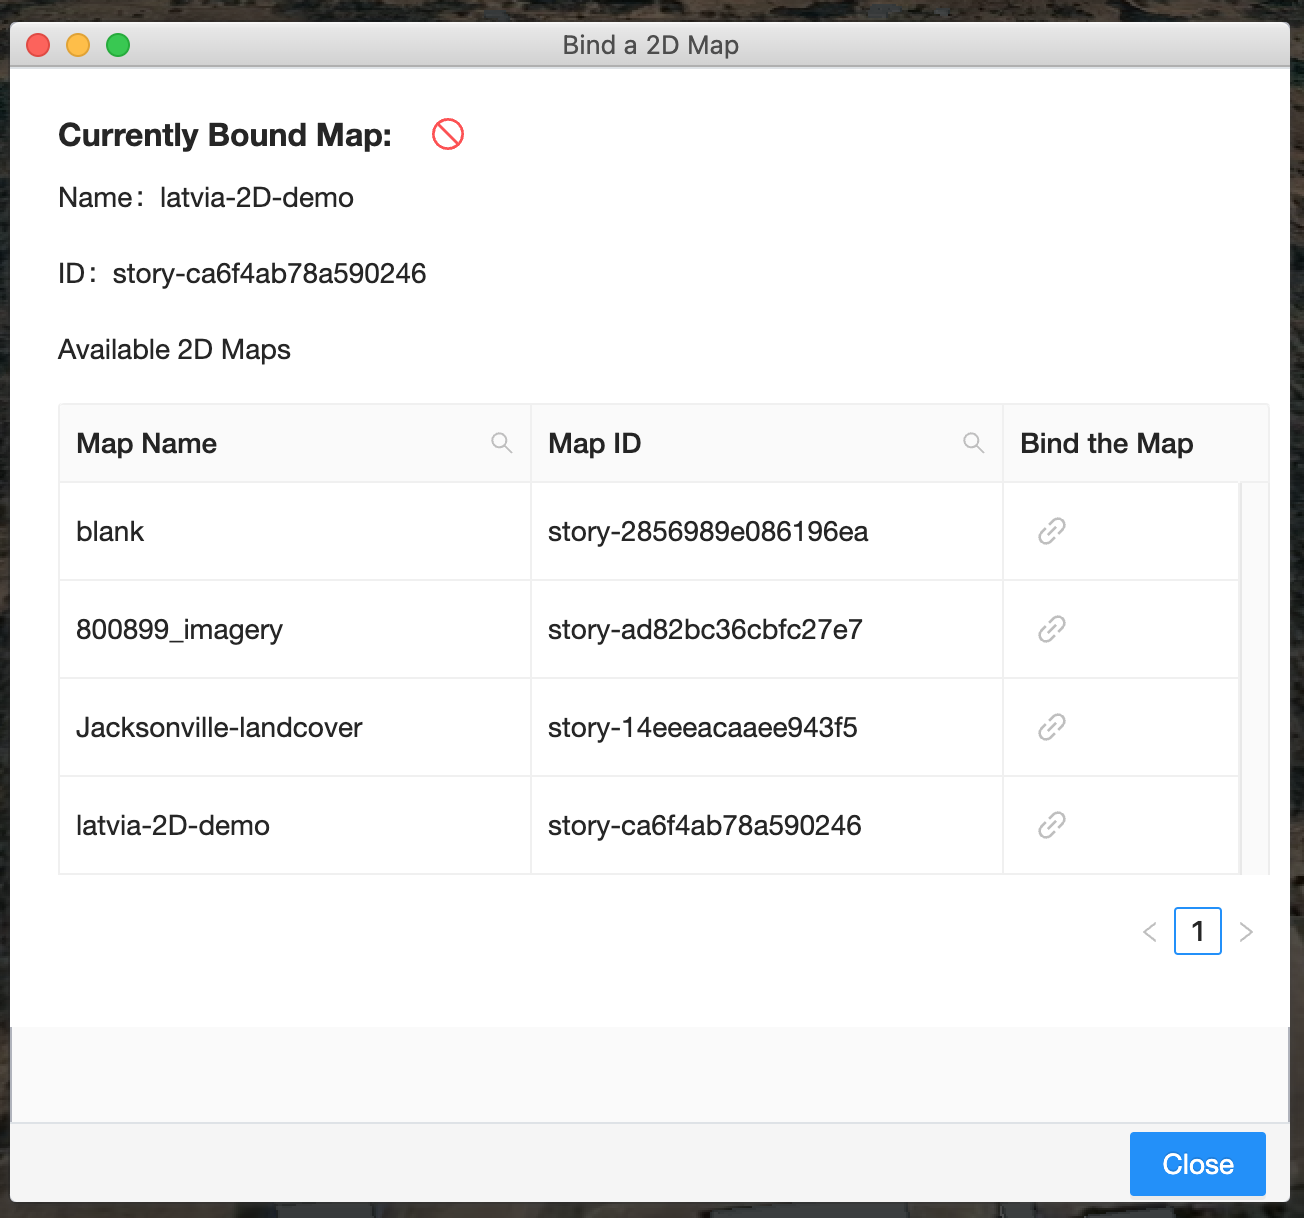 Bind a 2D Map
Currently Bound Map:
Name: latvia-2D-demo
ID: story-ca6f4ab78a590246
Available 2D Maps
Map Name Map ID Bind the Map
blank story-2856989e086196ea
800899_imagery story-ad82bc36cbfc27e7
Jacksonville-landcover story-14eeeacaaee943f5
latvia-2D-demo story-ca6f4ab78a590246
< 1 >
Close